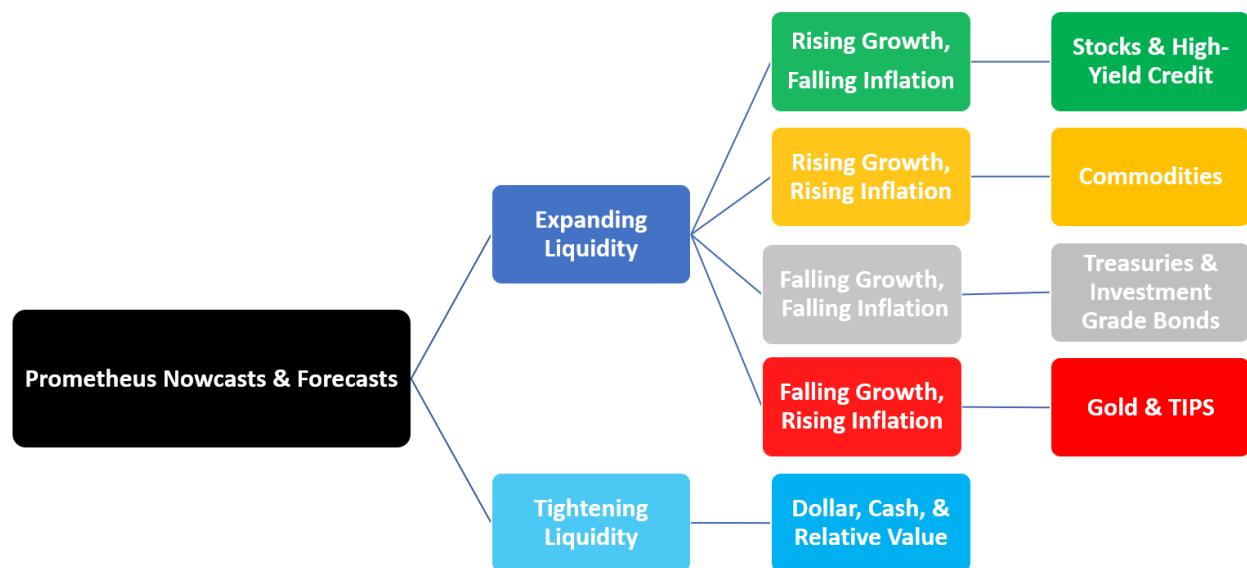 Rising Growth,
Falling Inflation
Stocks & High-
Yield Credit
Rising Growth,
Rising Inflation
Commodities
Expanding
Liquidity
Falling Growth,
Falling Inflation
Treasuries &
Investment
Grade Bonds
Prometheus Nowcasts & Forecasts
Falling Growth,
Rising Inflation
Gold & TIPS
Tightening
Liquidity
Dollar, Cash, &
Relative Value